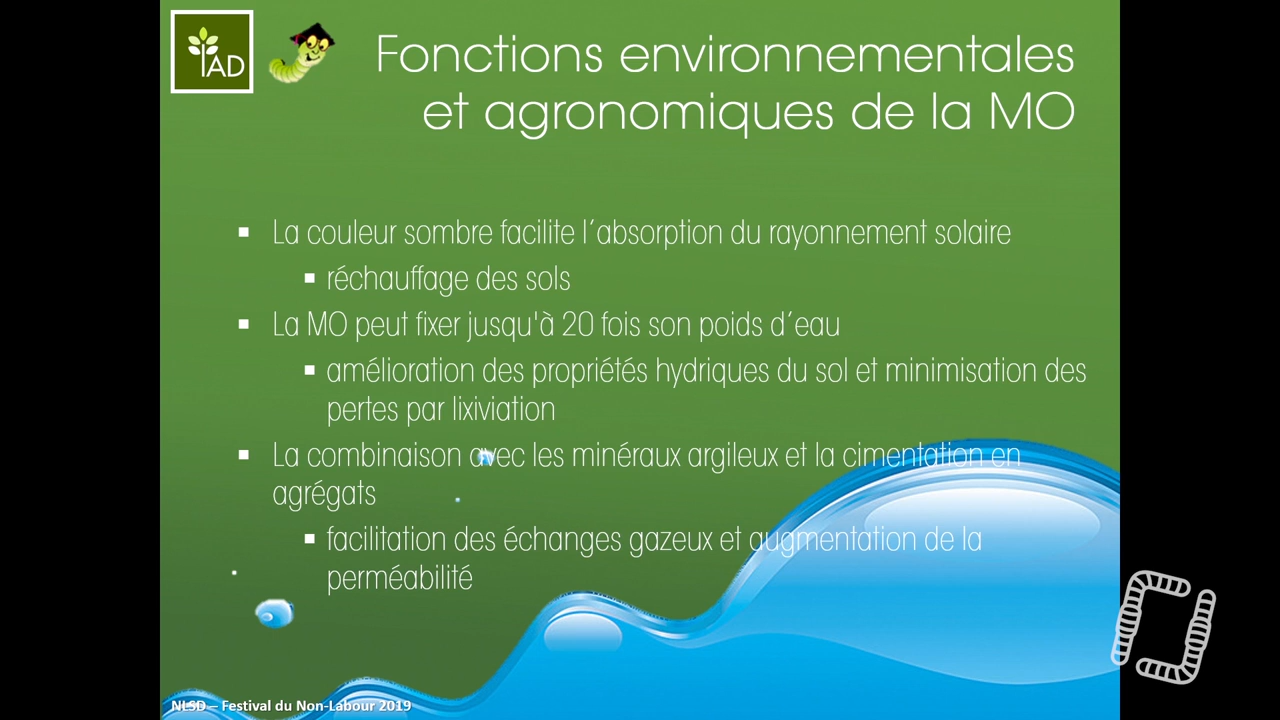 IAD
Fonctions environnementales
et agronomiques de la MO
▪ La couleur sombre facilite l´absorption du rayonnement solaire
▪ réchauffage des sols
▪ La MO peut fixer jusqu'à 20 fois son poids d´eau
▪ amélioration des propriétés hydriques du sol et minimisation des
pertes par lixiviation
▪ La combinaison avec les minéraux argileux et la cimentation en
agrégats
▪ facilitation des échanges gazeux et augmentation de la
perméabilité
NLSD – Festival du Non-Labour 2019